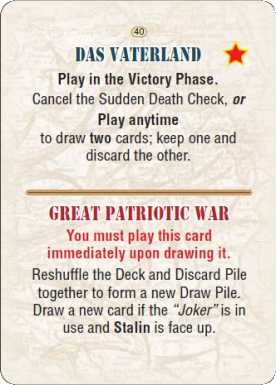 40
DAS VATERLAND
Play in the Victory Phase.
Cancel the Sudden Death Check, or
Play anytime
to draw two cards; keep one and
discard the other.
GREAT PATRIOTIC WAR
You must play this card
immediately upon drawing it.
Reshuffle the Deck and Discard Pile
together to form a new Draw Pile.
Draw a new card if the “Joker” is in
use and Stalin is face up.